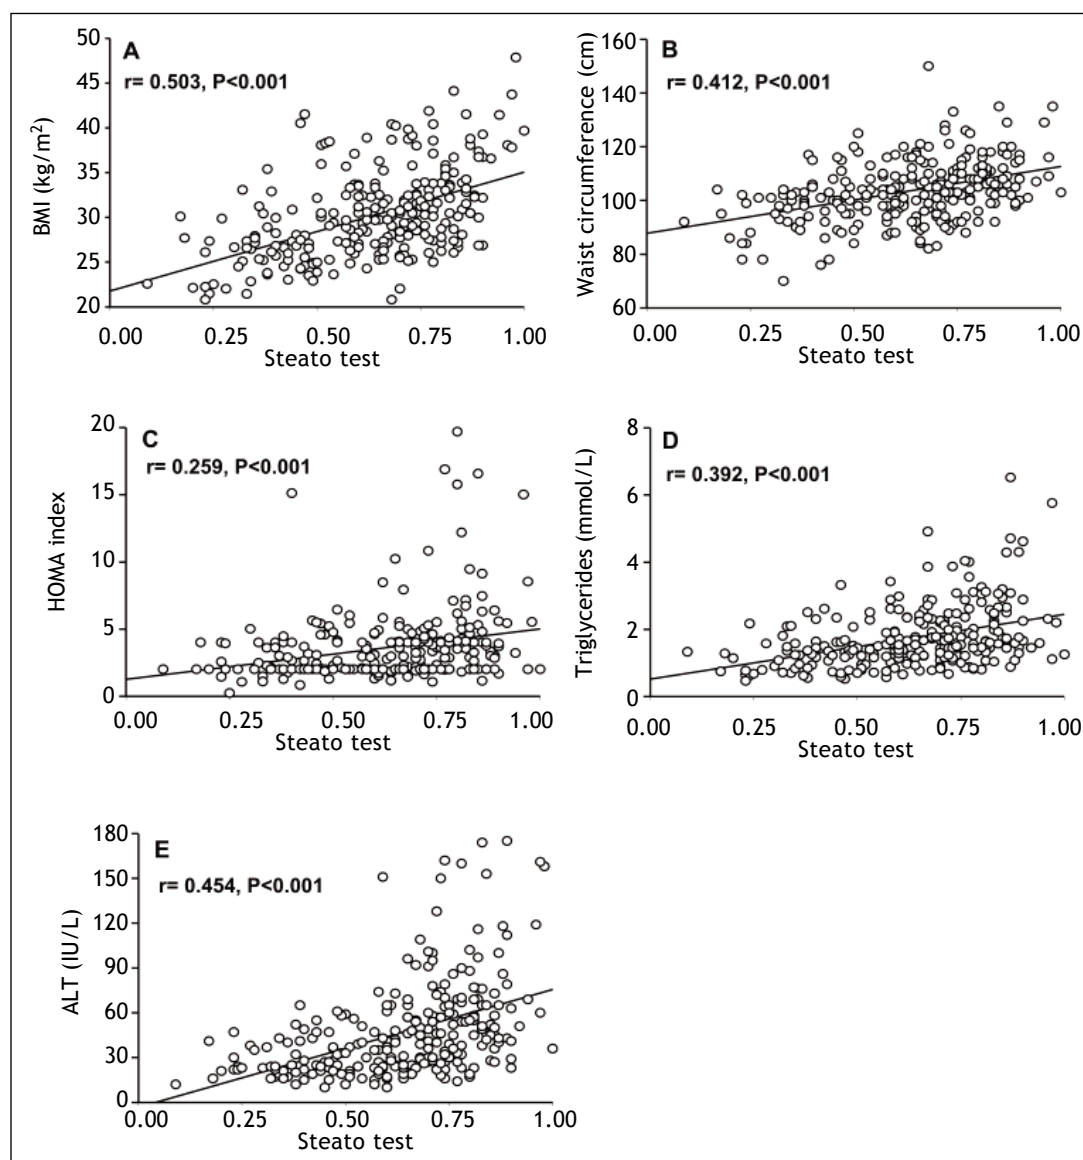 A
r= 0.503, P<0.001
BMI (kg/m²)
50
45
40
35
30
25
20
0.00 0.25 0.50 0.75 1.00
Steato test
B
r= 0.412, P<0.001
Waist circumference (cm)
160
140
120
100
80
60
0.00 0.25 0.50 0.75 1.00
Steato test
C
r= 0.259, P<0.001
HOMA index
20
15
10
5
0
0.00 0.25 0.50 0.75 1.00
Steato test
D
r= 0.392, P<0.001
Triglycerides (mmol/L)
8
6
4
2
0
0.00 0.25 0.50 0.75 1.00
Steato test
E
r= 0.454, P<0.001
ALT (IU/L)
180
150
120
90
60
30
0
0.00 0.25 0.50 0.75 1.00
Steato test